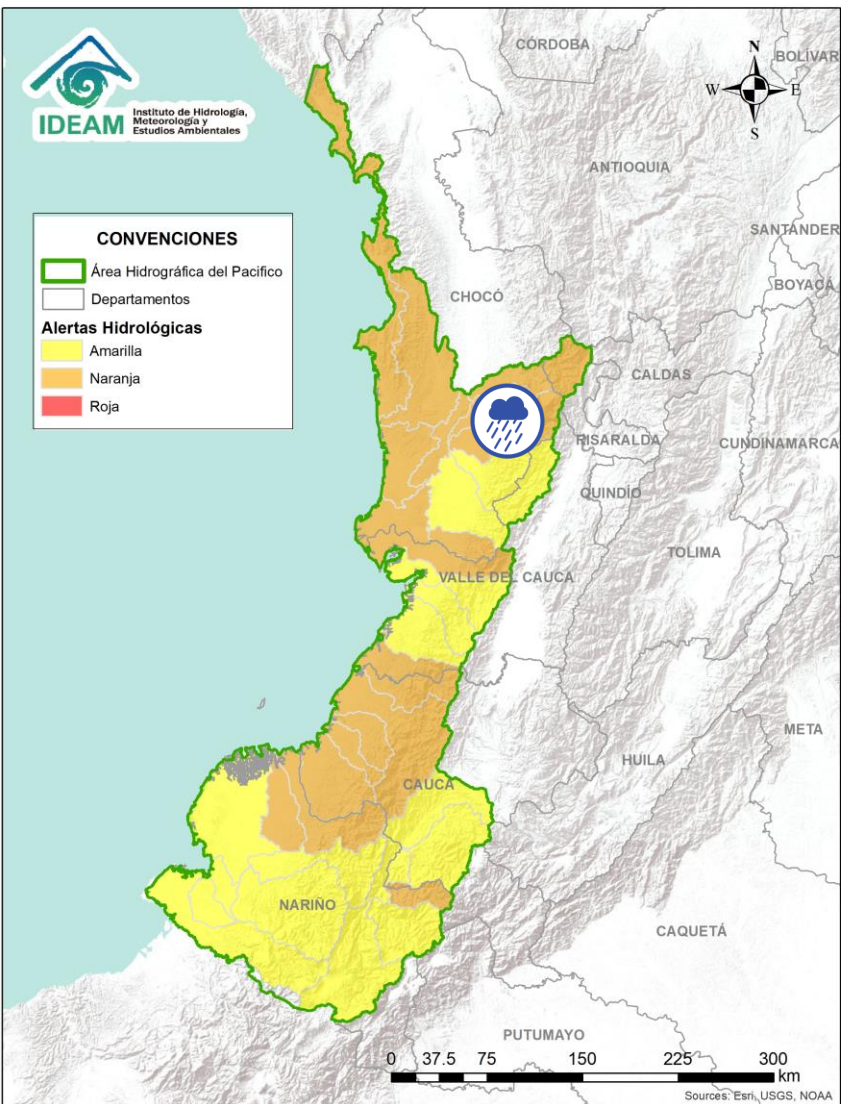 IDEAM
Instituto de Hidrología,
Meteorología y
Estudios Ambientales
CÓRDOBA
N
BOLÍVAR
W
E
S
ANTIOQUIA
SANTANDER
CONVENCIONES
Área Hidrográfica del Pacifico
Departamentos
Alertas Hidrológicas
Amarilla
Naranja
Roja
BOYACÁ
CHOCÓ
CALDAS
RISARALDA
CUNDINAMARCA
QUINDÍO
TOLIMA
VALLE DEL CAUCA
META
HUILA
CAUCA
NARIÑO
CAQUETÁ
PUTUMAYO
0 37.5 75 150 225 300
km
Sources: Esri, USGS, NOAA